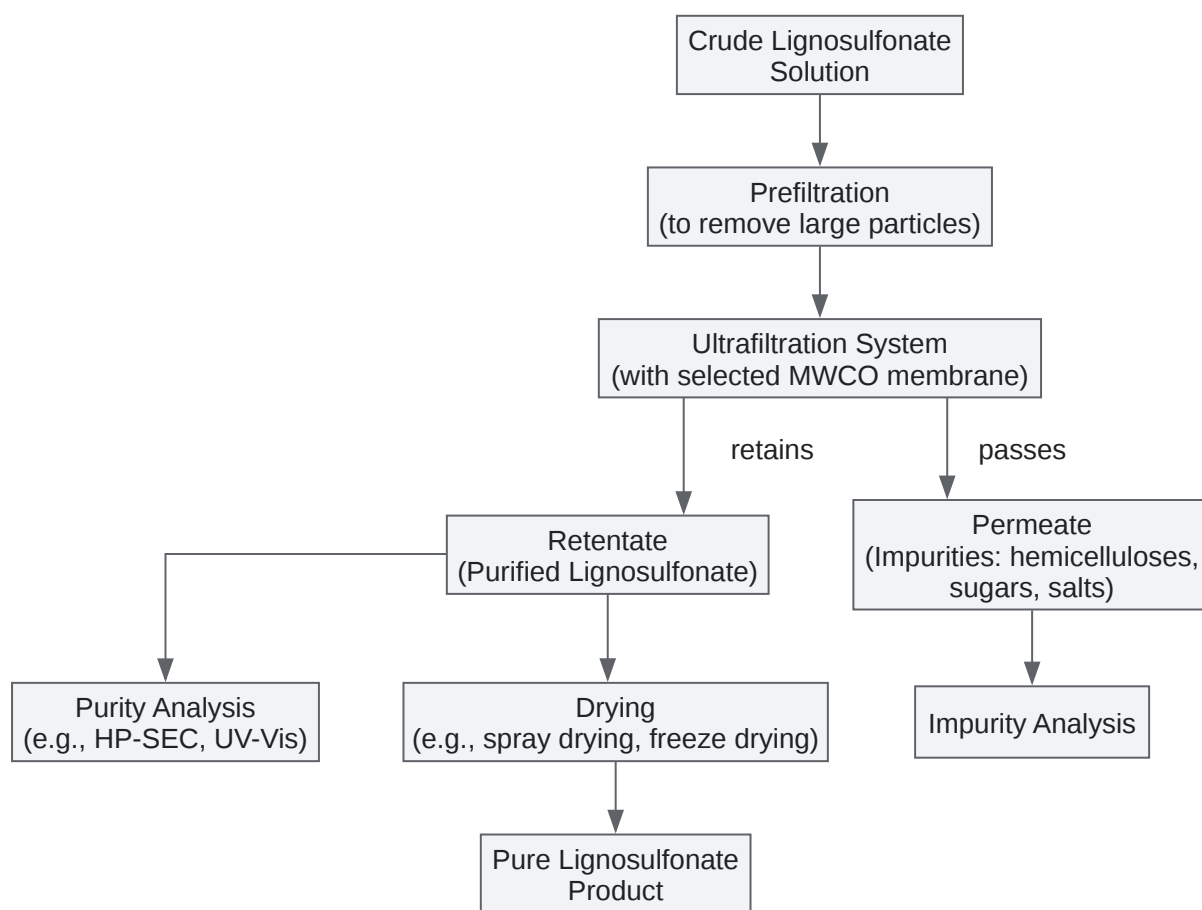 Crude Lignosulfonate
Solution
Prefiltration
(to remove large particles)
Ultrafiltration System
(with selected MWCO membrane)
retains
passes
Retentate
(Purified Lignosulfonate)
Permeate
(Impurities: hemicelluloses,
sugars, salts)
Purity Analysis
(e.g., HP-SEC, UV-Vis)
Drying
(e.g., spray drying, freeze drying)
Impurity Analysis
Pure Lignosulfonate
Product